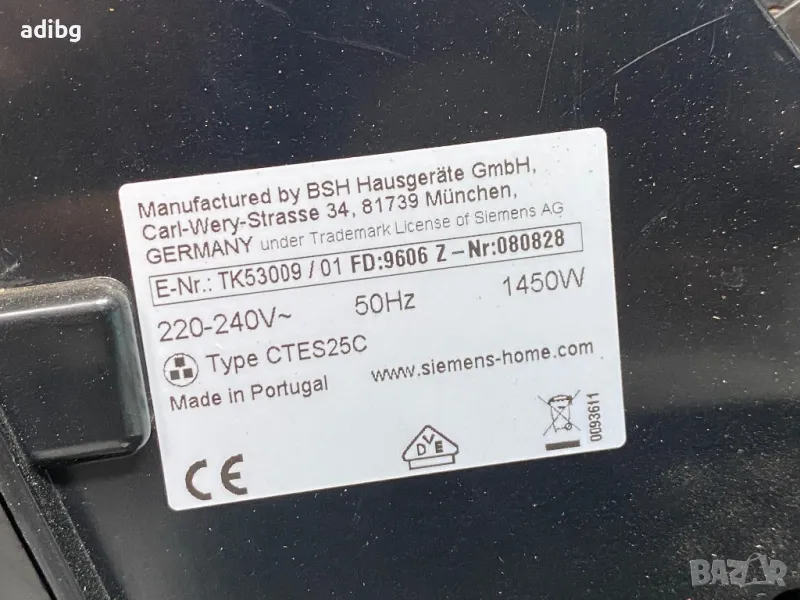 adibg
Manufactured by BSH Hausgeräte GmbH,
Carl-Wery-Strasse 34, 81739 München,
GERMANY under Trademark License of Siemens AG
E-Nr.: TK53009 / 01 FD:9606 Z-Nr:080828
220-240V~ 50Hz 1450W
Type CTES25C
Made in Portugal www.siemens-home.com
CE
DVE
0093611
BAZAR